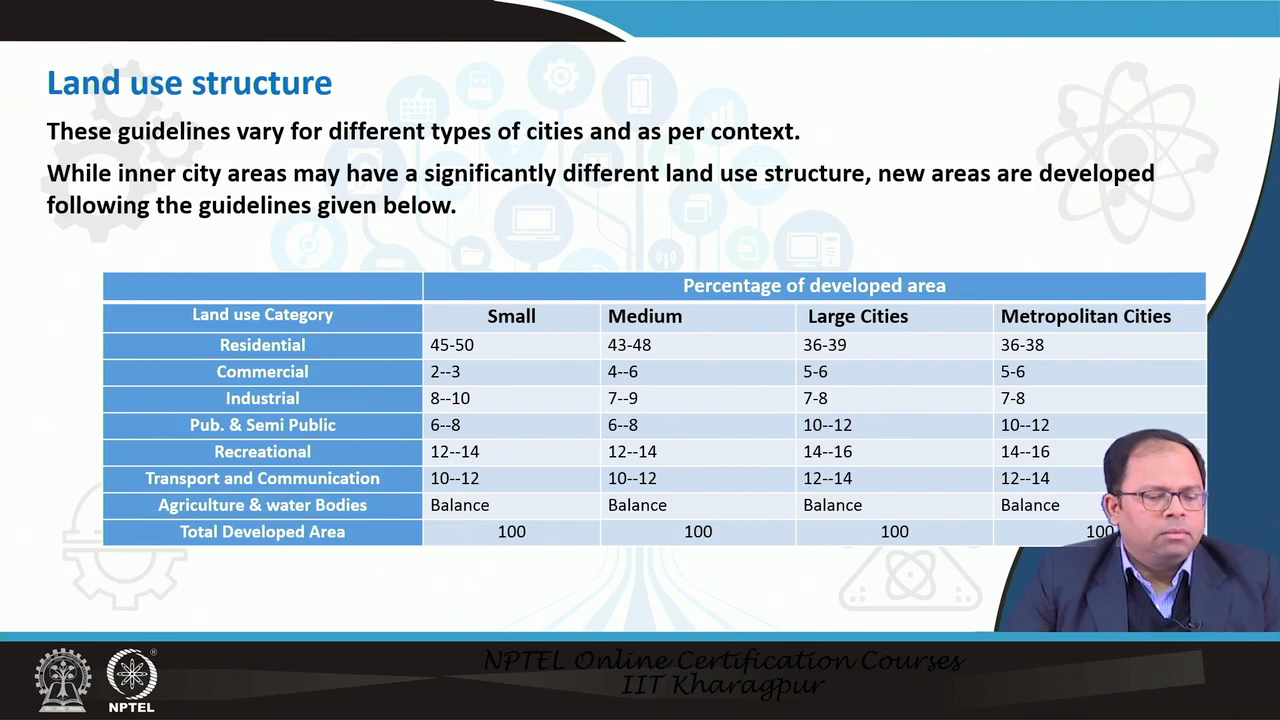 Land use structure
These guidelines vary for different types of cities and as per context.
While inner city areas may have a significantly different land use structure, new areas are developed
following the guidelines given below.
Percentage of developed area
Land use Category Small Medium Large Cities Metropolitan Cities
Residential 45-50 43-48 36-39 36-38
Commercial 2--3 4--6 5-6 5-6
Industrial 8--10 7--9 7-8 7-8
Pub. & Semi Public 6--8 6--8 10--12 10--12
Recreational 12--14 12--14 14--16 14--16
Transport and Communication 10--12 10--12 12--14 12--14
Agriculture & water Bodies Balance Balance Balance Balance
Total Developed Area 100 100 100 100
NPTEL Online Certification Courses
IIT Kharagpur
NPTEL